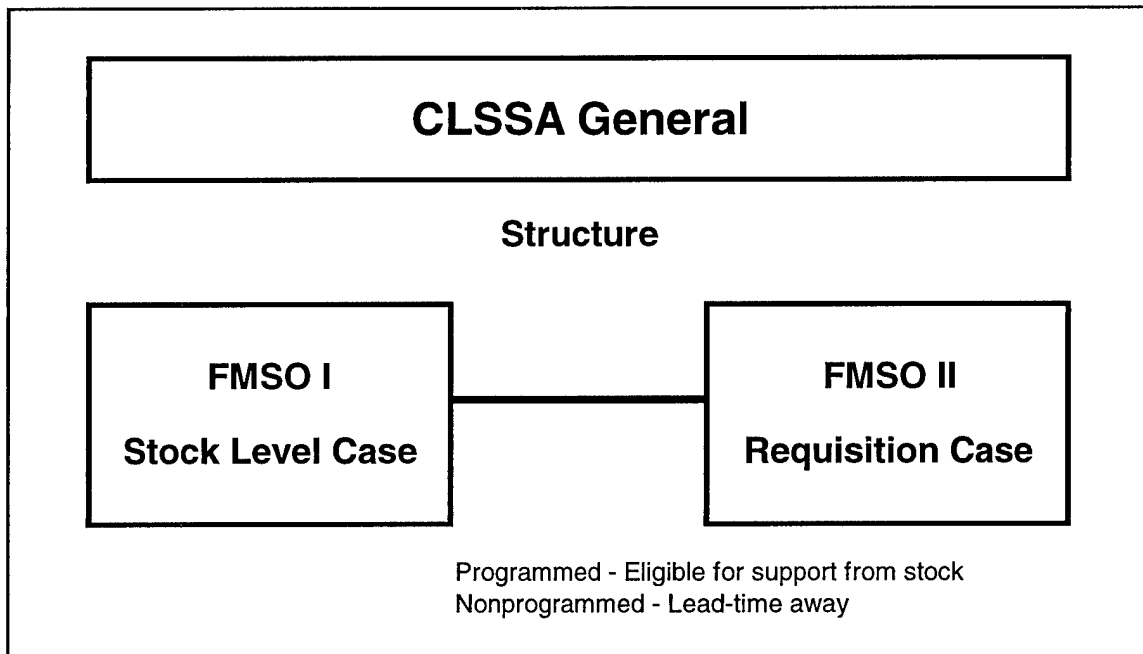 CLSSA General
Structure
FMSO I
Stock Level Case
FMSO II
Requisition Case
Programmed - Eligible for support from stock
Nonprogrammed - Lead-time away